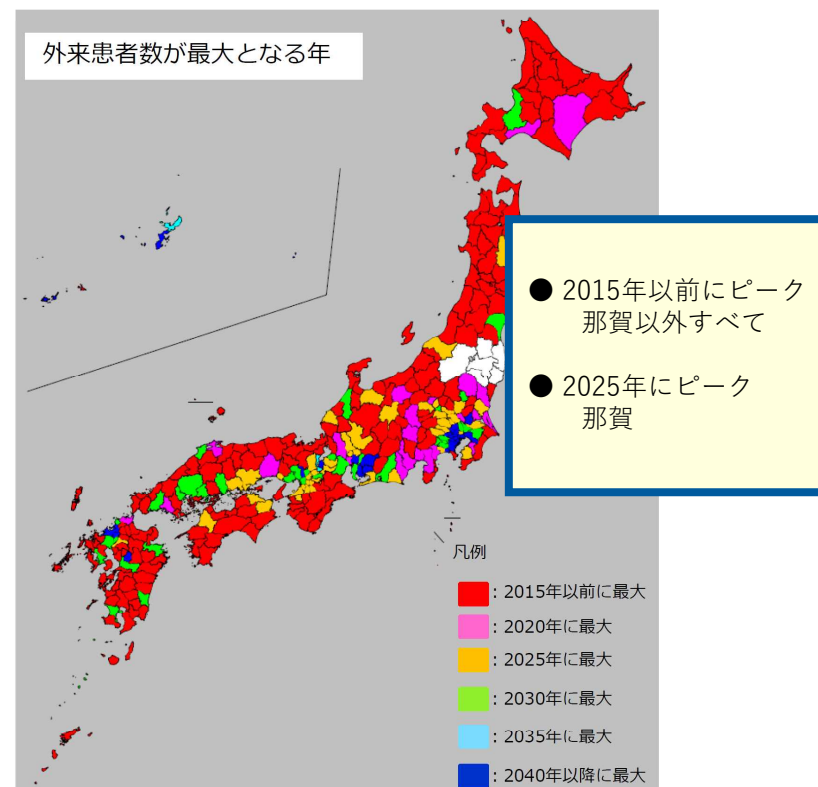 外来患者数が最大となる年
● 2015年以前にピーク
那賀以外すべて
● 2025年にピーク
那賀
凡例
：2015年以前に最大
：2020年に最大
：2025年に最大
：2030年に最大
：2035年に最大
：2040年以降に最大